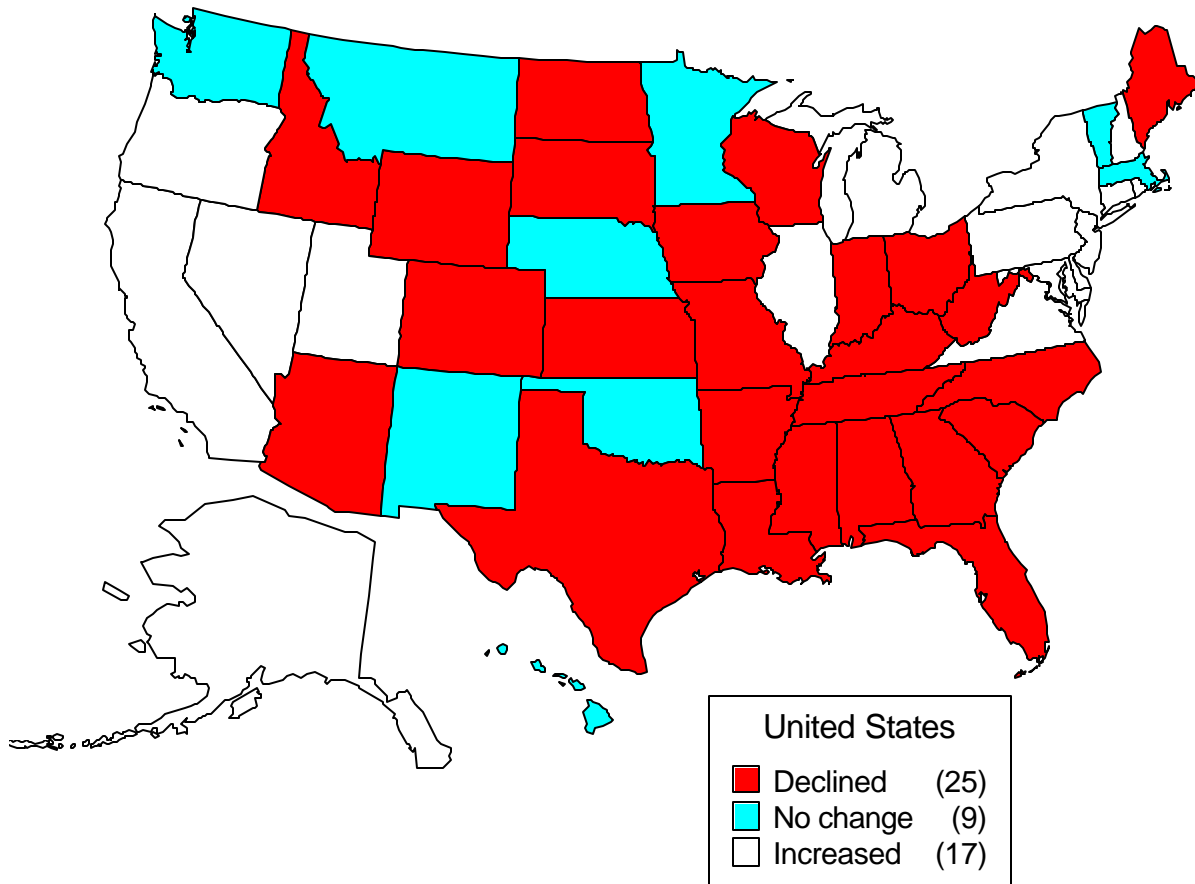 United States
Declined (25)
No change (9)
Increased (17)